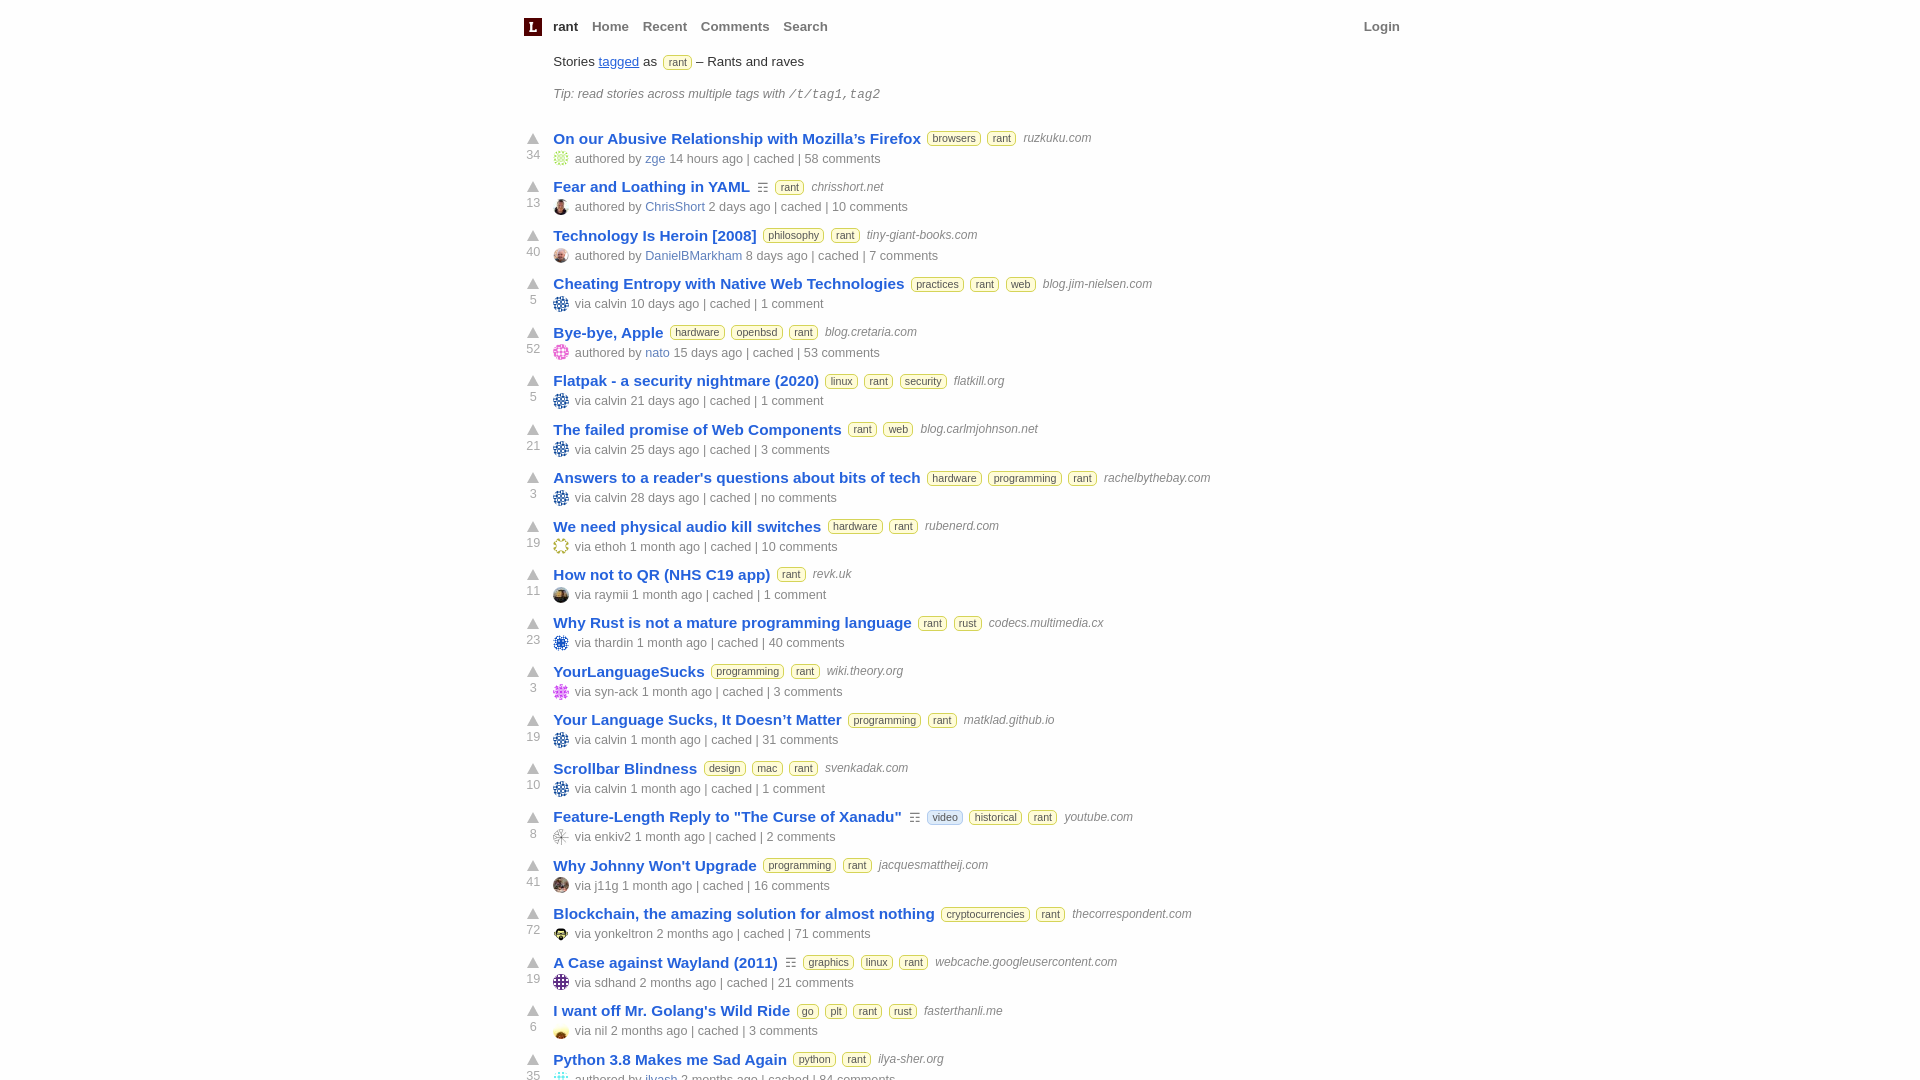 L rant Home Recent Comments Search Login
Stories tagged as rant – Rants and raves
Tip: read stories across multiple tags with /t/tag1,tag2
On our Abusive Relationship with Mozilla’s Firefox browsers rant ruzkuku.com
34 authored by zge 14 hours ago | cached | 58 comments
Fear and Loathing in YAML ☶ rant chrisshort.net
13 authored by ChrisShort 2 days ago | cached | 10 comments
Technology Is Heroin [2008] philosophy rant tiny-giant-books.com
40 authored by DanielBMarkham 8 days ago | cached | 7 comments
Cheating Entropy with Native Web Technologies practices rant web blog.jim-nielsen.com
5 via calvin 10 days ago | cached | 1 comment
Bye-bye, Apple hardware openbsd rant blog.cretaria.com
52 authored by nato 15 days ago | cached | 53 comments
Flatpak - a security nightmare (2020) linux rant security flatkill.org
5 via calvin 21 days ago | cached | 1 comment
The failed promise of Web Components rant web blog.carlmjohnson.net
21 via calvin 25 days ago | cached | 3 comments
Answers to a reader's questions about bits of tech hardware programming rant rachelbythebay.com
3 via calvin 28 days ago | cached | no comments
We need physical audio kill switches hardware rant rubenerd.com
19 via ethoh 1 month ago | cached | 10 comments
How not to QR (NHS C19 app) rant revk.uk
11 via raymii 1 month ago | cached | 1 comment
Why Rust is not a mature programming language rant rust codecs.multimedia.cx
23 via thardin 1 month ago | cached | 40 comments
YourLanguageSucks programming rant wiki.theory.org
3 via syn-ack 1 month ago | cached | 3 comments
Your Language Sucks, It Doesn’t Matter programming rant matklad.github.io
19 via calvin 1 month ago | cached | 31 comments
Scrollbar Blindness design mac rant svenkadak.com
10 via calvin 1 month ago | cached | 1 comment
Feature-Length Reply to "The Curse of Xanadu" ☶ video historical rant youtube.com
8 via enkiv2 1 month ago | cached | 2 comments
Why Johnny Won't Upgrade programming rant jacquesmattheij.com
41 via j11g 1 month ago | cached | 16 comments
Blockchain, the amazing solution for almost nothing cryptocurrencies rant thecorrespondent.com
72 via yonkeltron 2 months ago | cached | 71 comments
A Case against Wayland (2011) ☶ graphics linux rant webcache.googleusercontent.com
19 via sdhand 2 months ago | cached | 21 comments
I want off Mr. Golang's Wild Ride go plt rant rust fasterthanli.me
6 via nil 2 months ago | cached | 3 comments
Python 3.8 Makes me Sad Again python rant ilya-sher.org
35 authored by ilyash 2 months ago | cached | 84 comments